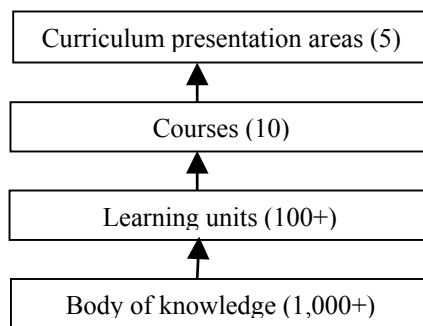 Curriculum presentation areas (5)
Courses (10)
Learning units (100+)
Body of knowledge (1,000+)